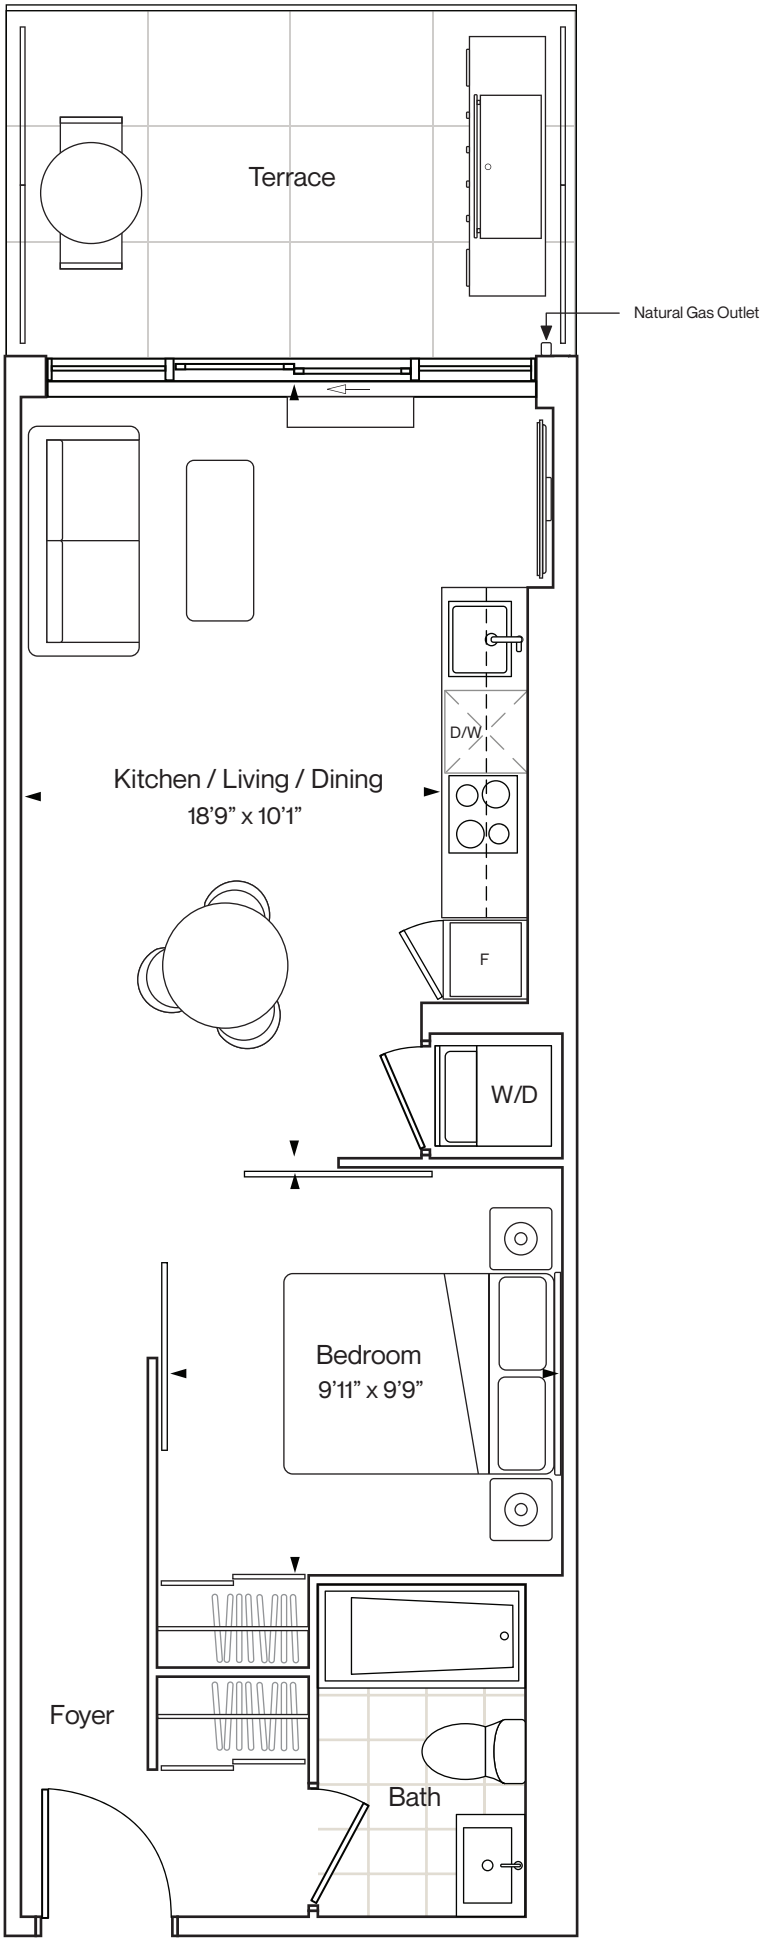 Terrace
Natural Gas Outlet
D/W
Kitchen / Living / Dining
18’9” x 10’1”
F
W/D
Bedroom
9’11” x 9’9”
Foyer
Bath